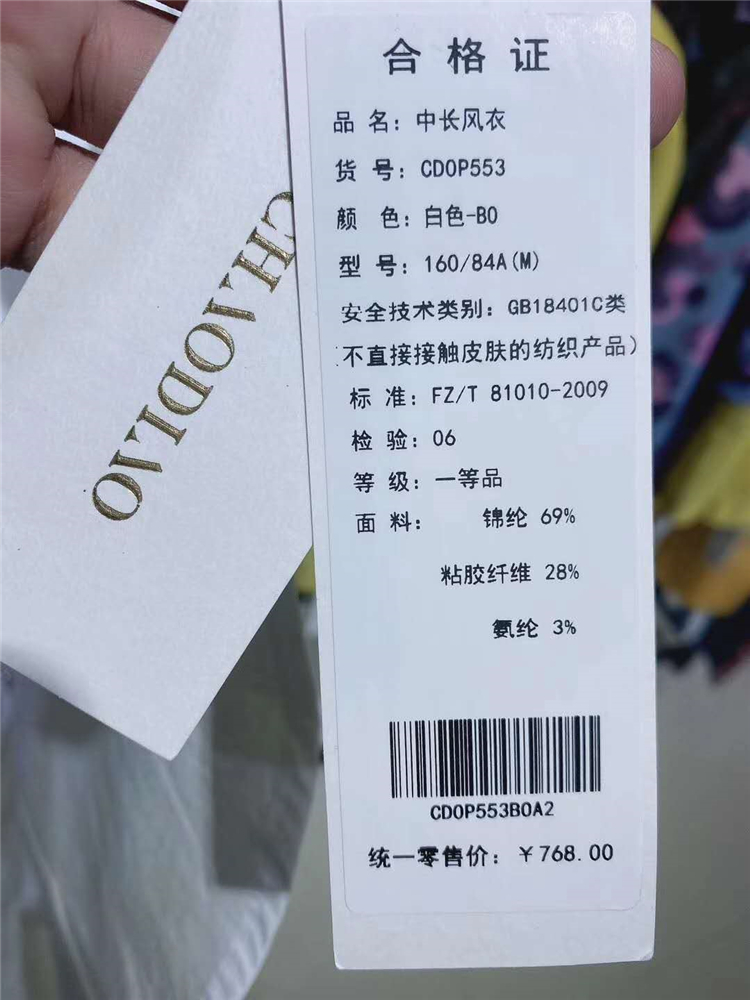 合格证
品 名：中长风衣
货 号：CD0P553
颜 色：白色-B0
型 号：160/84A(M)
安全技术类别：GB18401C类
不直接接触皮肤的纺织产品)
标 准：FZ/T 81010-2009
检 验：06
等 级：一等品
面 料： 锦纶 69%
粘胶纤维 28%
氨纶 3%
CD0P553B0A2
统一零售价：￥768.00